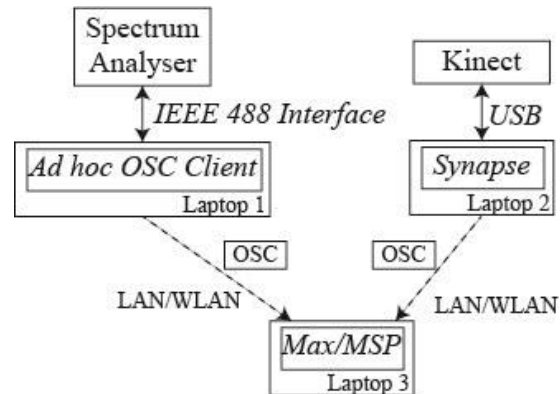 Spectrum
Analyser
Kinect
IEEE 488 Interface
USB
Ad hoc OSC Client
Laptop 1
Synapse
Laptop 2
OSC
OSC
LAN/WLAN
LAN/WLAN
Max/MSP
Laptop 3